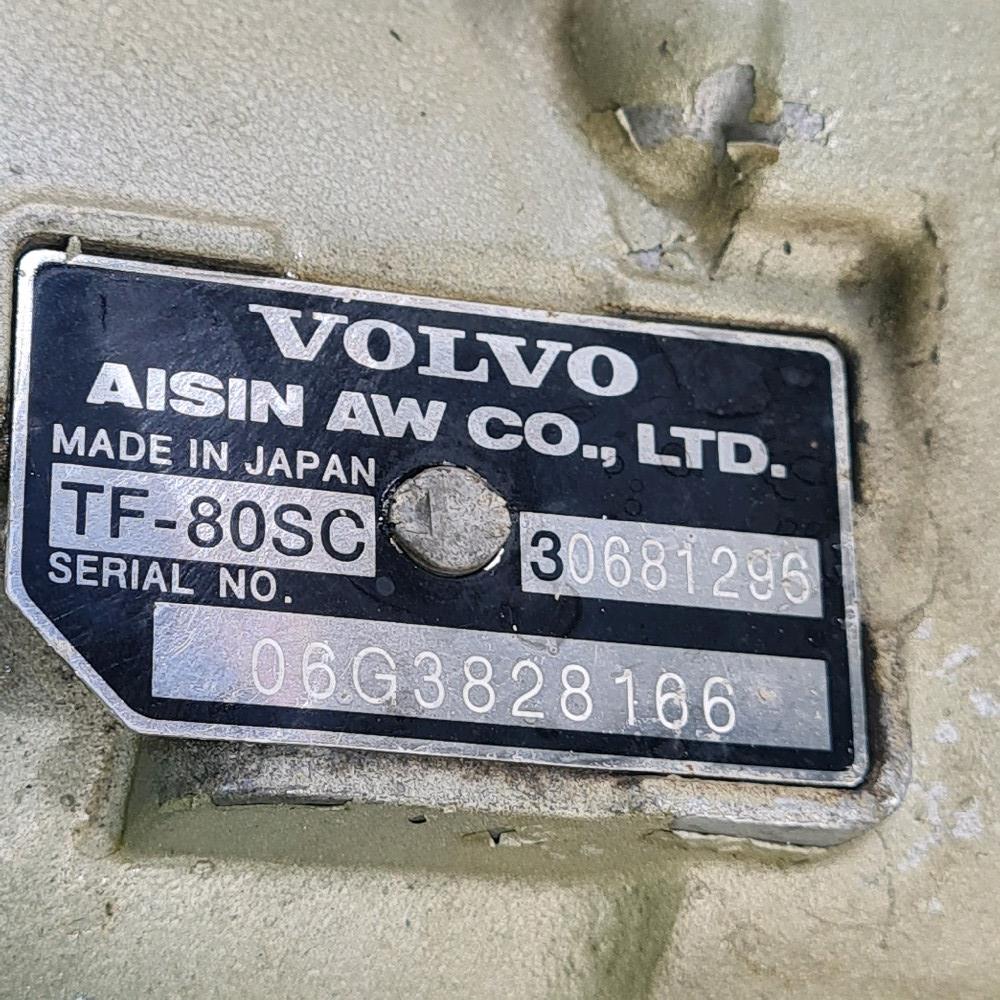 VOLVO
AISIN AW CO., LTD.
MADE IN JAPAN
TF-80SC 30681296
SERIAL NO.
06G3828166